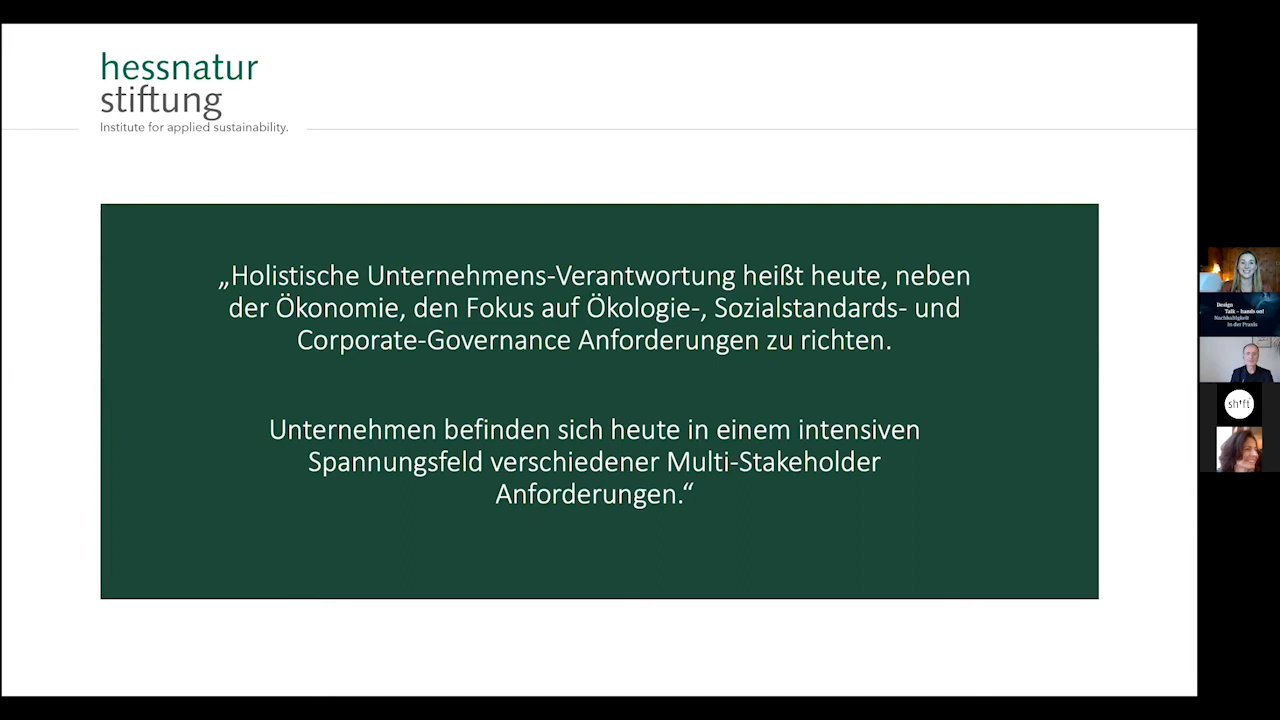 hessnatur
stiftung
Institute for applied sustainability.
„Holistische Unternehmens-Verantwortung heißt heute, neben
der Ökonomie, den Fokus auf Ökologie-, Sozialstandards- und
Corporate-Governance Anforderungen zu richten.
Unternehmen befinden sich heute in einem intensiven
Spannungsfeld verschiedener Multi-Stakeholder
Anforderungen.“
Design
Talk – hands on!
Nachhaltigkeit
in der Praxis
sh!ft